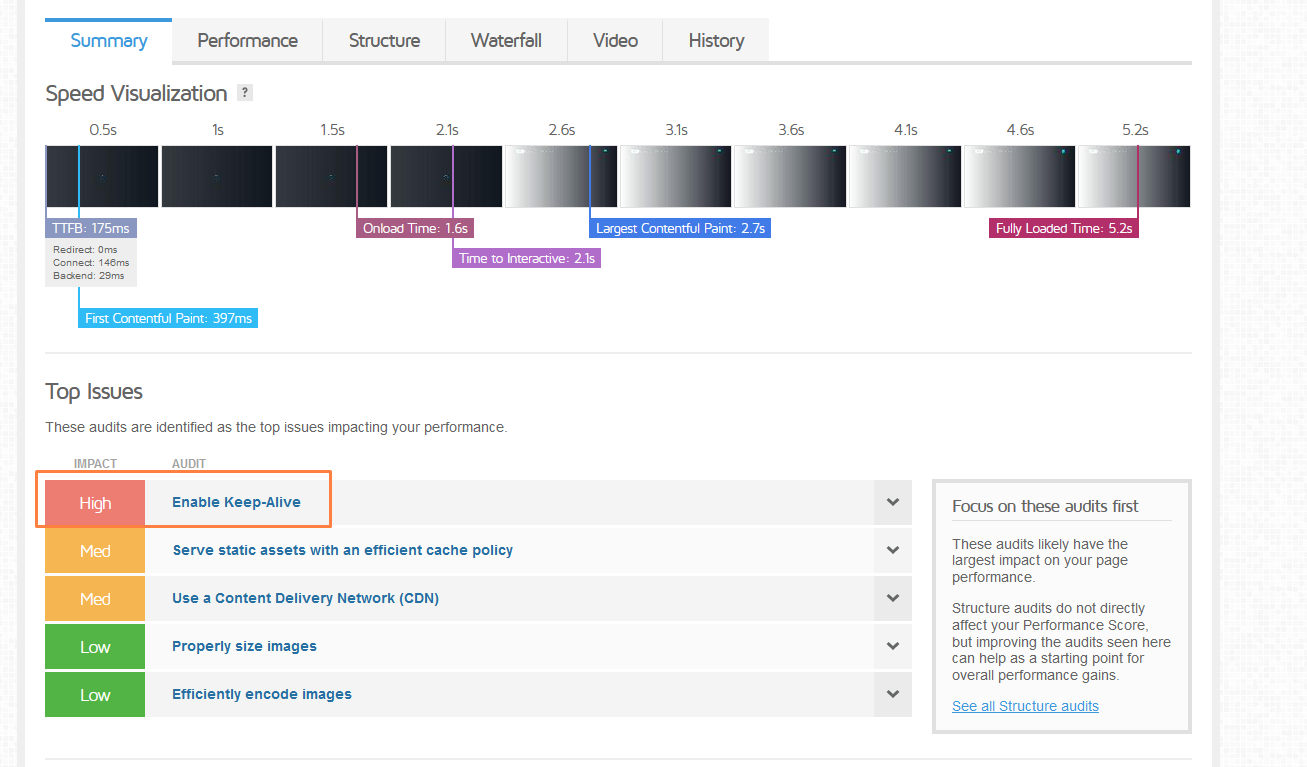 Summary Performance Structure Waterfall Video History
Speed Visualization ?
0.5s 1s 1.5s 2.1s 2.6s 3.1s 3.6s 4.1s 4.6s 5.2s
TTFB: 175ms Onload Time: 1.6s Largest Contentful Paint: 2.7s Fully Loaded Time: 5.2s
Redirect: 0ms
Connect: 146ms
Backend: 29ms
Time to Interactive: 2.1s
First Contentful Paint: 397ms
Top Issues
These audits are identified as the top issues impacting your performance.
IMPACT AUDIT
High Enable Keep-Alive
Med Serve static assets with an efficient cache policy
Med Use a Content Delivery Network (CDN)
Low Properly size images
Low Efficiently encode images
Focus on these audits first
These audits likely have the
largest impact on your page
performance.
Structure audits do not directly
affect your Performance Score,
but improving the audits seen here
can help as a starting point for
overall performance gains.
See all Structure audits